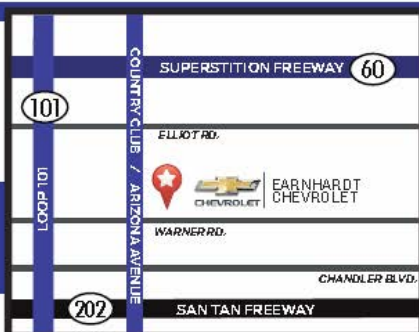 SUPERSTITION FREEWAY 60
101
COUNTRY CLUB / ARIZONA AVENUE
ELLIOT RD.
LOOP 101
CHEVROLET
EARNHARDT
CHEVROLET
WARNER RD.
CHANDLER BLVD.
202
SAN TAN FREEWAY